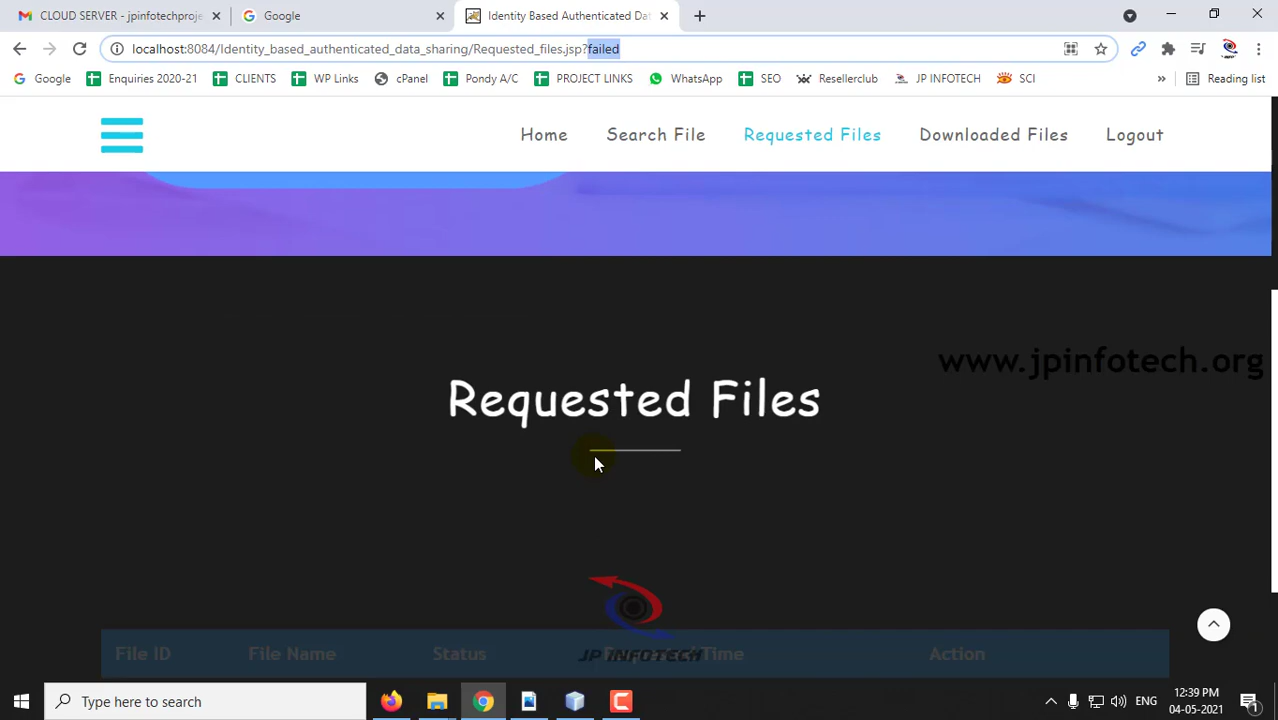 CLOUD SERVER - jpinfotechproje
Google
Identity Based Authenticated Dat
localhost:8084/Identity_based_authenticated_data_sharing/Requested_files.jsp?failed
Google
Enquiries 2020-21
CLIENTS
WP Links
cPanel
Pondy A/C
PROJECT LINKS
WhatsApp
SEO
Resellerclub
JP INFOTECH
SCI
»
Reading list
Home
Search File
Requested Files
Downloaded Files
Logout
www.jpinfotech.org
Requested Files
JP INFOTECH
File ID
File Name
Status
Time
Action
Type here to search
ENG
12:39 PM
04-05-2021
1